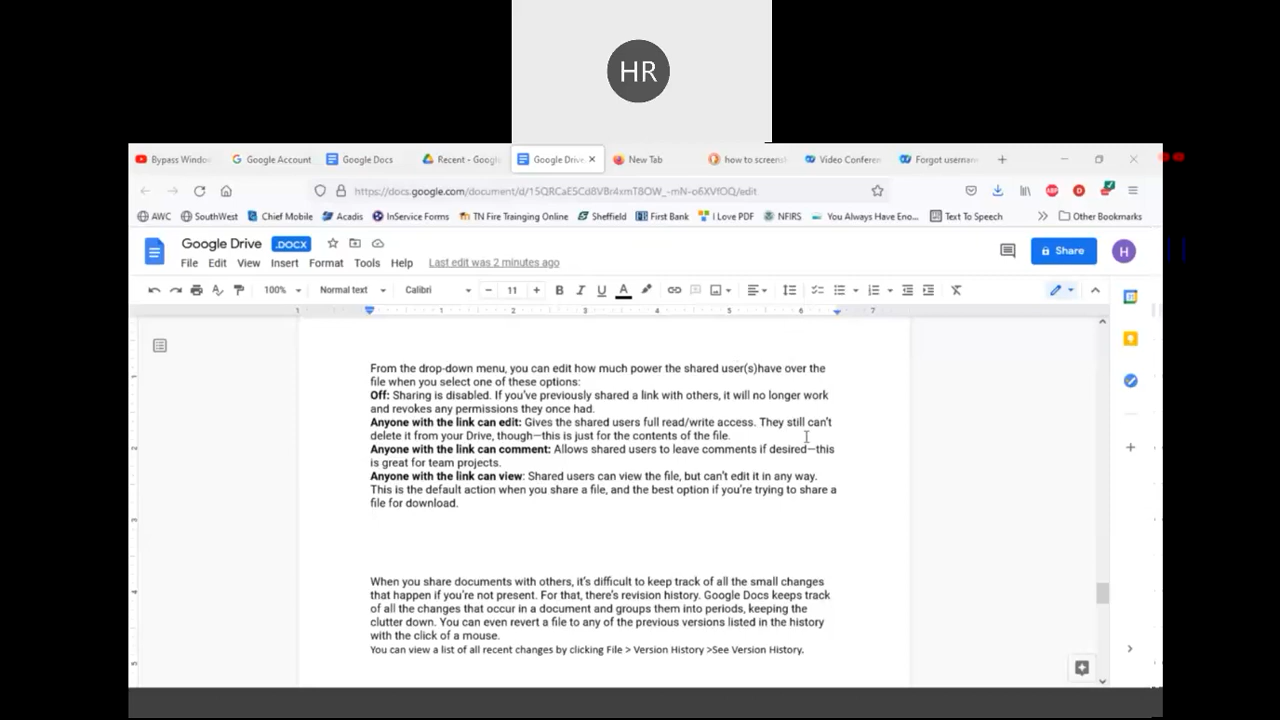 HR
Bypass Windo
Google Account
Google Docs
Recent - Google
Google Drive
New Tab
how to screensh
Video Conferen
Forgot usernam
https://docs.google.com/document/d/15QRCaE5Cd8VBr4xmT8OW_-mN-o6XVfOQ/edit
AWC
SouthWest
Chief Mobile
Acadis
InService Forms
TN Fire Trainging Online
Sheffield
First Bank
I Love PDF
NFIRS
You Always Have Eno...
Text To Speech
Other Bookmarks
Google Drive .DOCX
File Edit View Insert Format Tools Help Last edit was 2 minutes ago
Share
H
100% Normal text Calibri 11 B I U A
1 1 2 3 4 5 6 7
From the drop-down menu, you can edit how much power the shared user(s)have over the
file when you select one of these options:
Off: Sharing is disabled. If you've previously shared a link with others, it will no longer work
and revokes any permissions they once had.
Anyone with the link can edit: Gives the shared users full read/write access. They still can't
delete it from your Drive, though—this is just for the contents of the file.
Anyone with the link can comment: Allows shared users to leave comments if desired—this
is great for team projects.
Anyone with the link can view: Shared users can view the file, but can't edit it in any way.
This is the default action when you share a file, and the best option if you're trying to share a
file for download.
When you share documents with others, it's difficult to keep track of all the small changes
that happen if you're not present. For that, there's revision history. Google Docs keeps track
of all the changes that occur in a document and groups them into periods, keeping the
clutter down. You can even revert a file to any of the previous versions listed in the history
with the click of a mouse.
You can view a list of all recent changes by clicking File > Version History >See Version History.